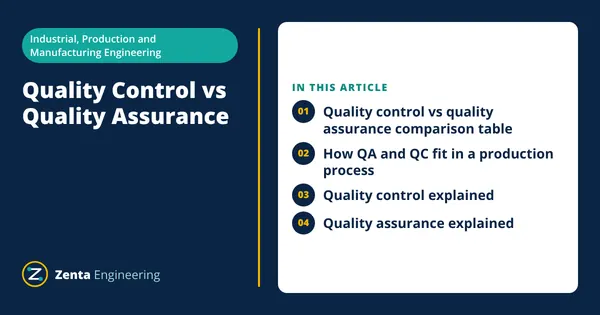 Industrial, Production and
Manufacturing Engineering
Quality Control vs
Quality Assurance
Zenta Engineering
IN THIS ARTICLE
01 Quality control vs quality
assurance comparison table
02 How QA and QC fit in a production
process
03 Quality control explained
04 Quality assurance explained